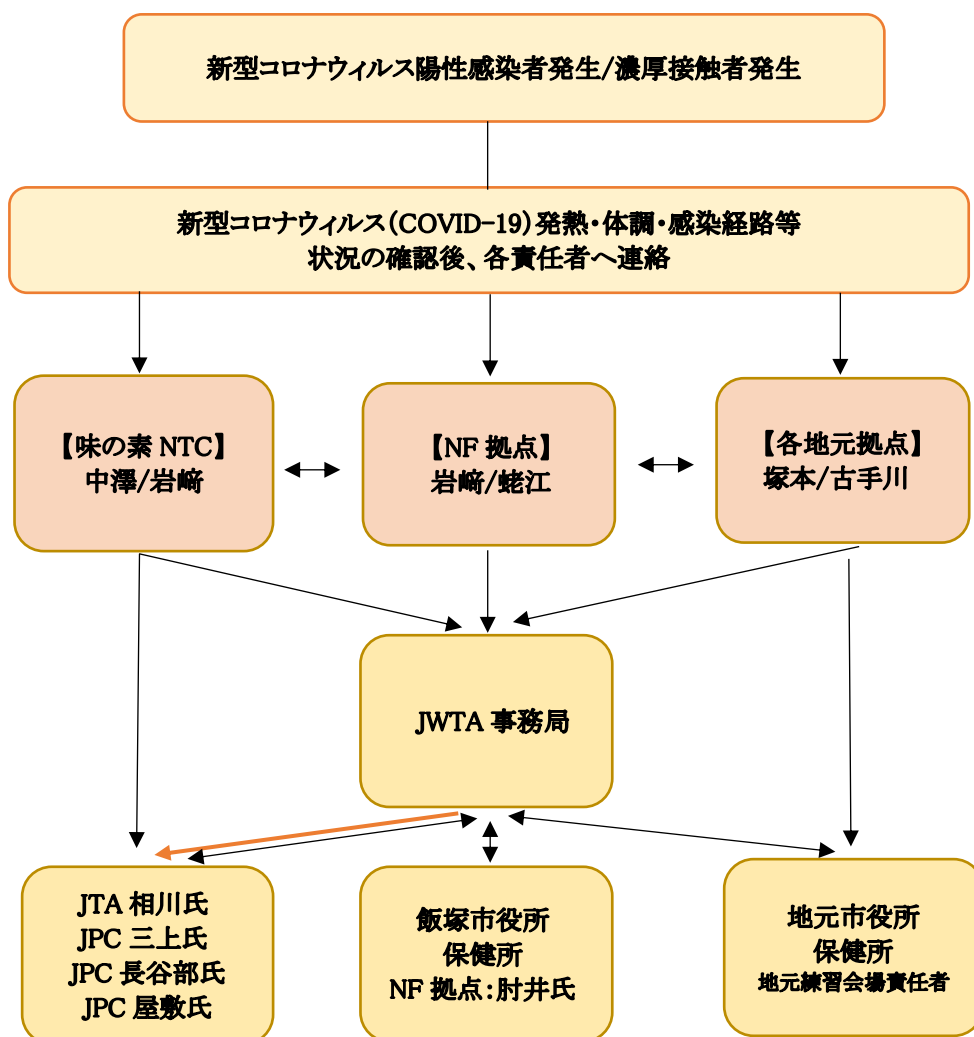 新型コロナウィルス陽性感染者発生/濃厚接触者発生
新型コロナウィルス(COVID-19)発熱・体調・感染経路等
状況の確認後、各責任者へ連絡
【味の素 NTC】
中澤/岩﨑
【NF 拠点】
岩﨑/蛯江
【各地元拠点】
塚本/古手川
JWTA 事務局
JTA 相川氏
JPC 三上氏
JPC 長谷部氏
JPC 屋敷氏
飯塚市役所
保健所
NF 拠点:肘井氏
地元市役所
保健所
地元練習会場責任者